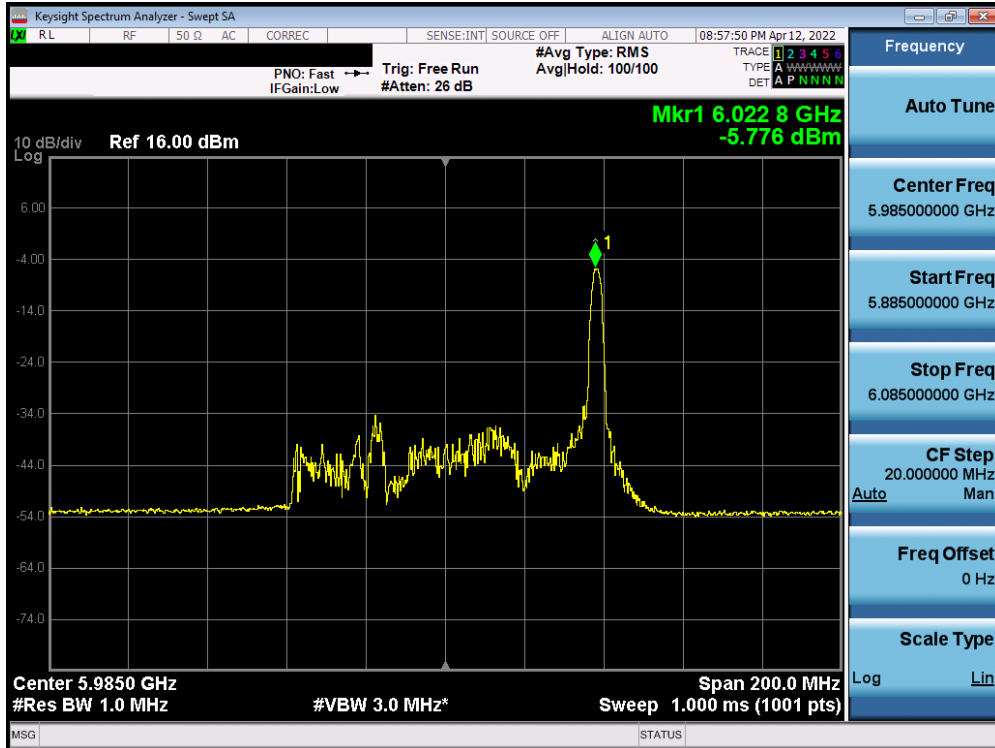 Keysight Spectrum Analyzer - Swept SA
LXI RL RF 50 Ω AC CORREC SENSE:INT SOURCE OFF ALIGN AUTO 08:57:50 PM Apr 12, 2022
#Avg Type: RMS TRACE 1 2 3 4 5 6
PNO: Fast Trig: Free Run Avg|Hold: 100/100 TYPE A WWWWW
IFGain:Low #Atten: 26 dB DET A P N N N N
Mkr1 6.022 8 GHz
-5.776 dBm
10 dB/div Ref 16.00 dBm
Log
1
6.00
-4.00
-14.0
-24.0
-34.0
-44.0
-54.0
-64.0
-74.0
Center 5.9850 GHz Span 200.0 MHz
#Res BW 1.0 MHz #VBW 3.0 MHz* Sweep 1.000 ms (1001 pts)
MSG STATUS
Frequency
Auto Tune
Center Freq
5.985000000 GHz
Start Freq
5.885000000 GHz
Stop Freq
6.085000000 GHz
CF Step
20.000000 MHz
Auto Man
Freq Offset
0 Hz
Scale Type
Log Lin